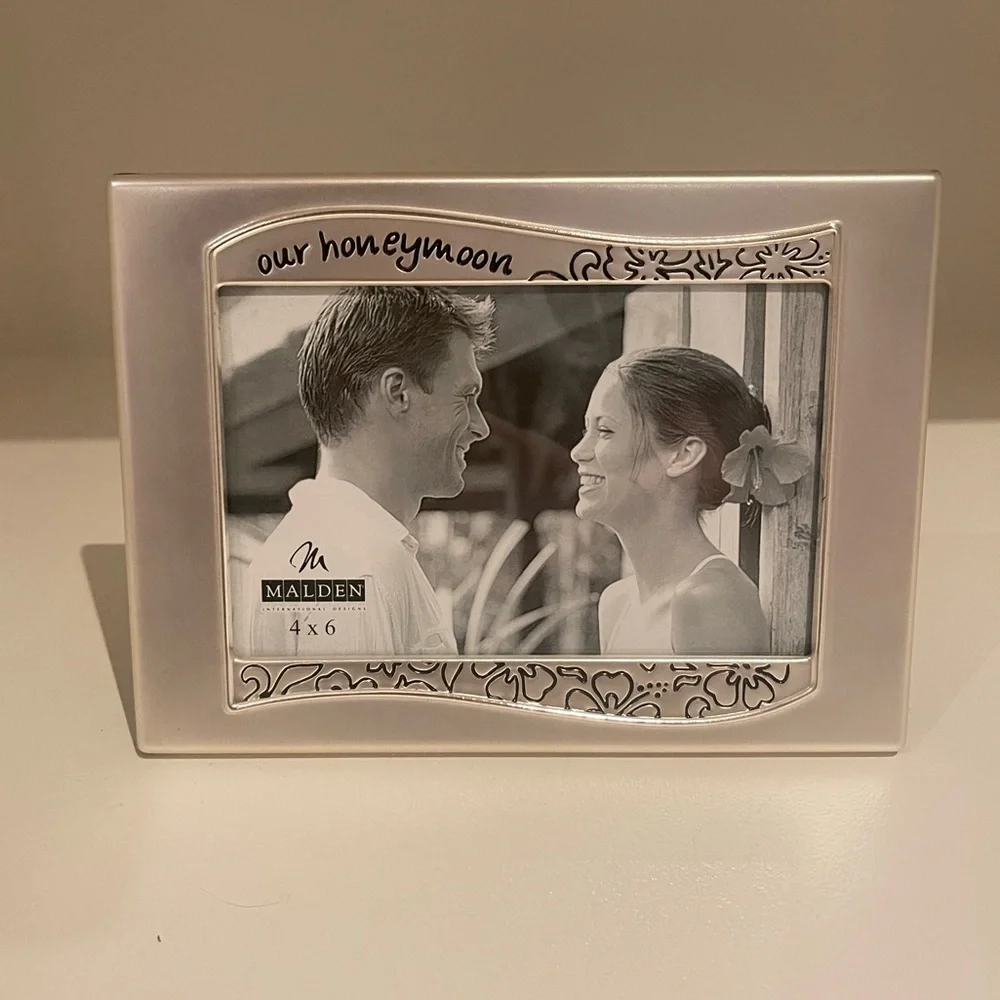 our honeymoon
m
MALDEN
INTERNATIONAL DESIGNS
4 x 6